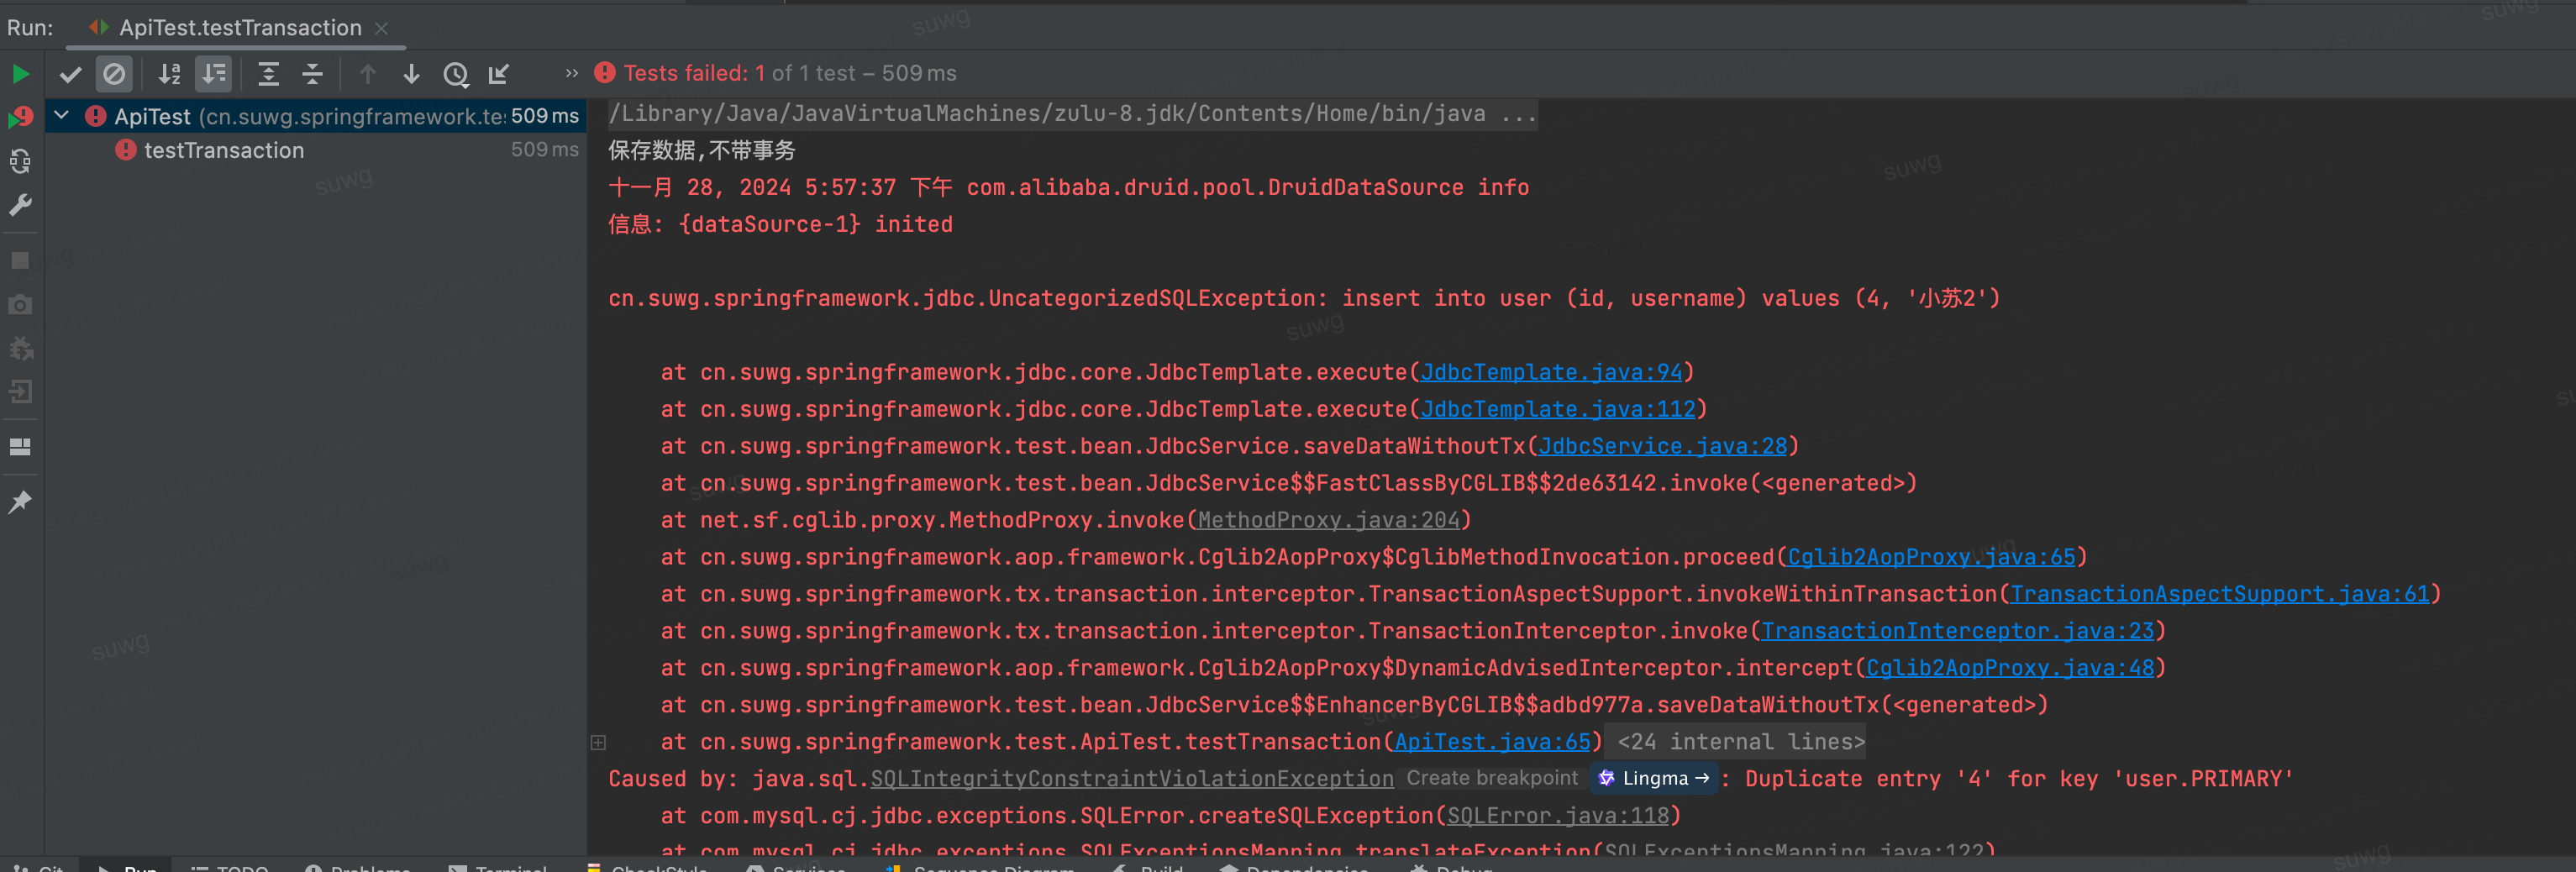 Run: ApiTest.testTransaction
Tests failed: 1 of 1 test – 509 ms
ApiTest (cn.suwg.springframework.te: 509 ms
testTransaction 509 ms
/Library/Java/JavaVirtualMachines/zulu-8.jdk/Contents/Home/bin/java ...
保存数据,不带事务
十一月 28, 2024 5:57:37 下午 com.alibaba.druid.pool.DruidDataSource info
信息: {dataSource-1} inited
cn.suwg.springframework.jdbc.UncategorizedSQLException: insert into user (id, username) values (4, '小苏2')
at cn.suwg.springframework.jdbc.core.JdbcTemplate.execute(JdbcTemplate.java:94)
at cn.suwg.springframework.jdbc.core.JdbcTemplate.execute(JdbcTemplate.java:112)
at cn.suwg.springframework.test.bean.JdbcService.saveDataWithoutTx(JdbcService.java:28)
at cn.suwg.springframework.test.bean.JdbcService$$FastClassByCGLIB$$2de63142.invoke(<generated>)
at net.sf.cglib.proxy.MethodProxy.invoke(MethodProxy.java:204)
at cn.suwg.springframework.aop.framework.Cglib2AopProxy$CglibMethodInvocation.proceed(Cglib2AopProxy.java:65)
at cn.suwg.springframework.tx.transaction.interceptor.TransactionAspectSupport.invokeWithinTransaction(TransactionAspectSupport.java:61)
at cn.suwg.springframework.tx.transaction.interceptor.TransactionInterceptor.invoke(TransactionInterceptor.java:23)
at cn.suwg.springframework.aop.framework.Cglib2AopProxy$DynamicAdvisedInterceptor.intercept(Cglib2AopProxy.java:48)
at cn.suwg.springframework.test.bean.JdbcService$$EnhancerByCGLIB$$adbd977a.saveDataWithoutTx(<generated>)
at cn.suwg.springframework.test.ApiTest.testTransaction(ApiTest.java:65) <24 internal lines>
Caused by: java.sql.SQLIntegrityConstraintViolationException Create breakpoint Lingma → : Duplicate entry '4' for key 'user.PRIMARY'
at com.mysql.cj.jdbc.exceptions.SQLError.createSQLException(SQLError.java:118)
at com.mysql.cj.jdbc.exceptions.SQLExceptionsMapping.translateException(SQLExceptionsMapping.java:122)
Git Run TODO Problems Terminal CheckStyle Services Sequence Diagram Build Dependencies Debug
suwg